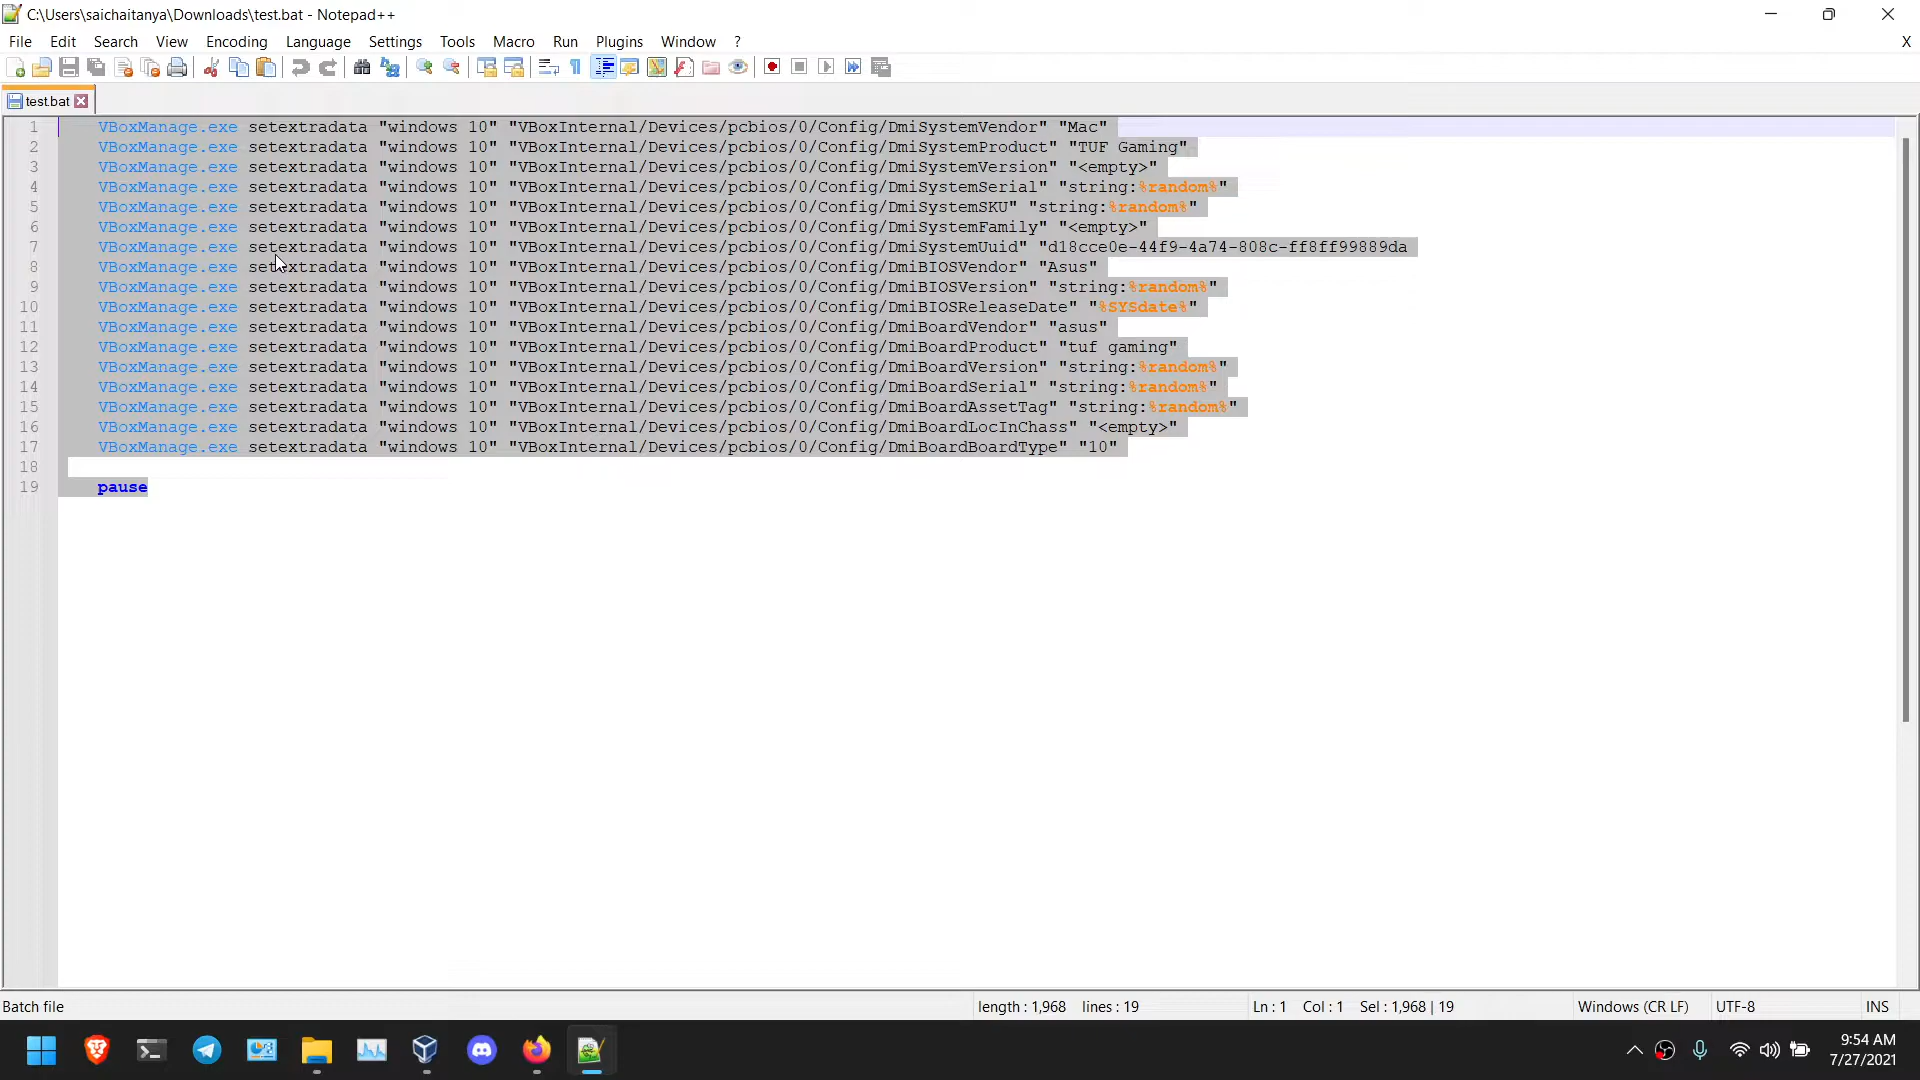 C:\Users\saichaitanya\Downloads\test.bat - Notepad++
File Edit Search View Encoding Language Settings Tools Macro Run Plugins Window ? X
test.bat
1 VBoxManage.exe setextradata "windows 10" "VBoxInternal/Devices/pcbios/0/Config/DmiSystemVendor" "Mac"
2 VBoxManage.exe setextradata "windows 10" "VBoxInternal/Devices/pcbios/0/Config/DmiSystemProduct" "TUF Gaming"
3 VBoxManage.exe setextradata "windows 10" "VBoxInternal/Devices/pcbios/0/Config/DmiSystemVersion" "<empty>"
4 VBoxManage.exe setextradata "windows 10" "VBoxInternal/Devices/pcbios/0/Config/DmiSystemSerial" "string:%random%"
5 VBoxManage.exe setextradata "windows 10" "VBoxInternal/Devices/pcbios/0/Config/DmiSystemSKU" "string:%random%"
6 VBoxManage.exe setextradata "windows 10" "VBoxInternal/Devices/pcbios/0/Config/DmiSystemFamily" "<empty>"
7 VBoxManage.exe setextradata "windows 10" "VBoxInternal/Devices/pcbios/0/Config/DmiSystemUuid" "d18cce0e-44f9-4a74-808c-ff8ff99889da
8 VBoxManage.exe setextradata "windows 10" "VBoxInternal/Devices/pcbios/0/Config/DmiBIOSVendor" "Asus"
9 VBoxManage.exe setextradata "windows 10" "VBoxInternal/Devices/pcbios/0/Config/DmiBIOSVersion" "string:%random%"
10 VBoxManage.exe setextradata "windows 10" "VBoxInternal/Devices/pcbios/0/Config/DmiBIOSReleaseDate" "%SYSdate%"
11 VBoxManage.exe setextradata "windows 10" "VBoxInternal/Devices/pcbios/0/Config/DmiBoardVendor" "asus"
12 VBoxManage.exe setextradata "windows 10" "VBoxInternal/Devices/pcbios/0/Config/DmiBoardProduct" "tuf gaming"
13 VBoxManage.exe setextradata "windows 10" "VBoxInternal/Devices/pcbios/0/Config/DmiBoardVersion" "string:%random%"
14 VBoxManage.exe setextradata "windows 10" "VBoxInternal/Devices/pcbios/0/Config/DmiBoardSerial" "string:%random%"
15 VBoxManage.exe setextradata "windows 10" "VBoxInternal/Devices/pcbios/0/Config/DmiBoardAssetTag" "string:%random%"
16 VBoxManage.exe setextradata "windows 10" "VBoxInternal/Devices/pcbios/0/Config/DmiBoardLocInChass" "<empty>"
17 VBoxManage.exe setextradata "windows 10" "VBoxInternal/Devices/pcbios/0/Config/DmiBoardBoardType" "10"
18
19 pause
Batch file length : 1,968 lines : 19 Ln : 1 Col : 1 Sel : 1,968 | 19 Windows (CR LF) UTF-8 INS
9:54 AM
7/27/2021